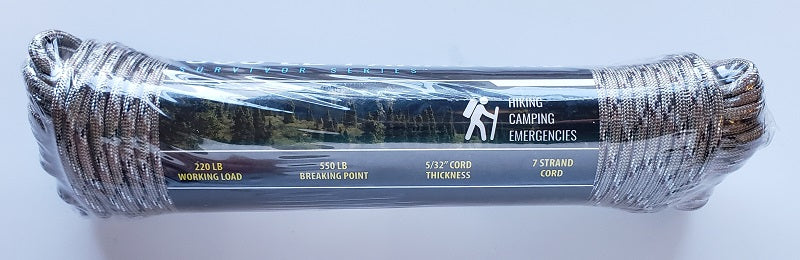 SURVIVOR SERIES
HIKING
CAMPING
EMERGENCIES
220 LB
WORKING LOAD
550 LB
BREAKING POINT
5/32" CORD
THICKNESS
7 STRAND
CORD